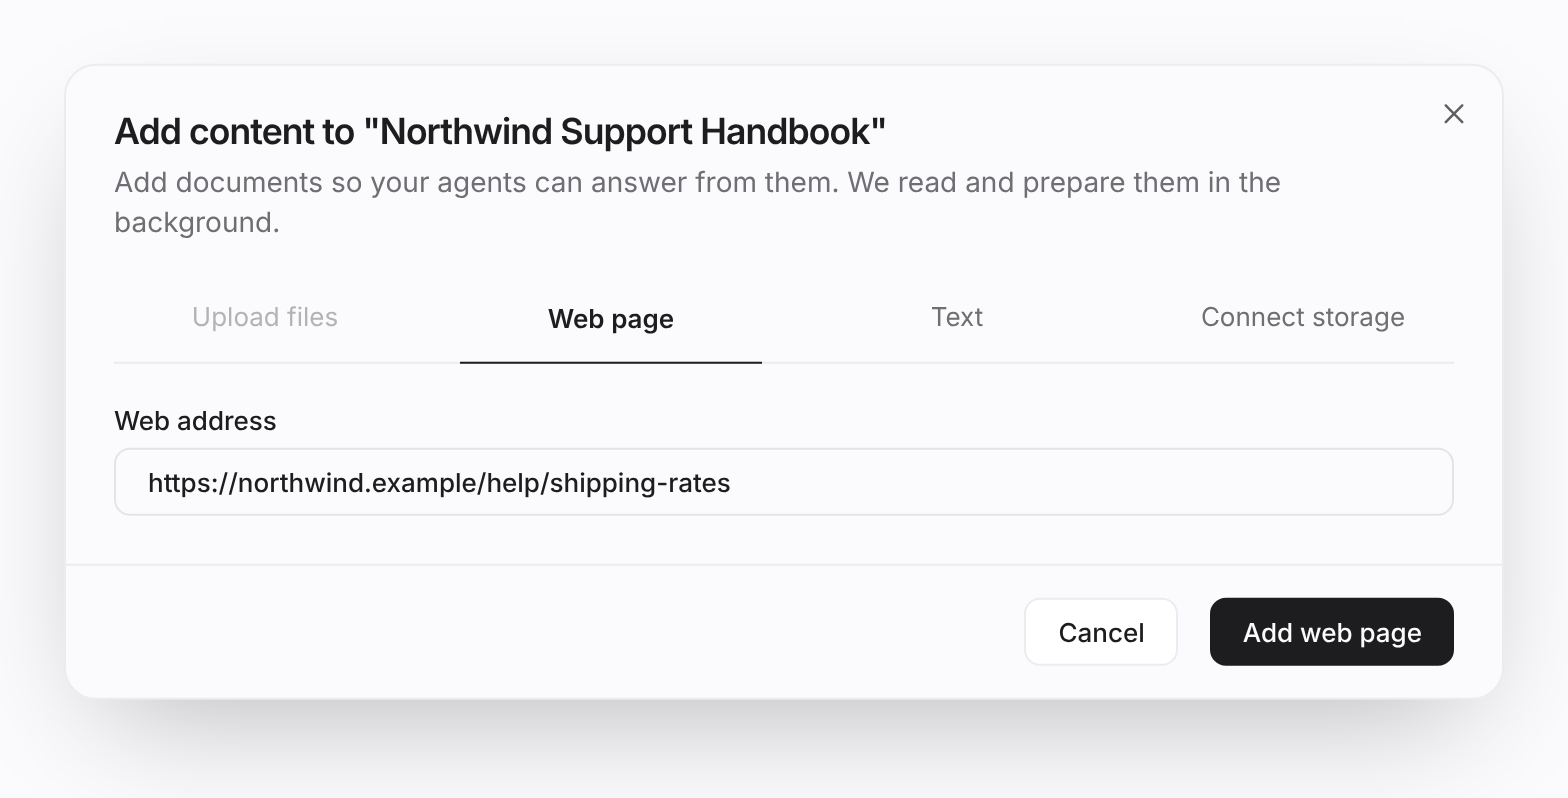 Add content to "Northwind Support Handbook"
Add documents so your agents can answer from them. We read and prepare them in the
background.
Upload files
Web page
Text
Connect storage
Web address
https://northwind.example/help/shipping-rates
Cancel
Add web page